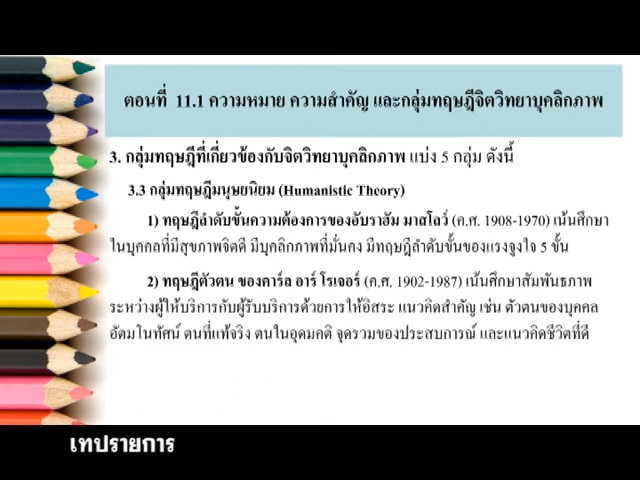 ตอนที่ 11.1 ความหมาย ความสำคัญ และกลุ่มทฤษฎีจิตวิทยาบุคลิกภาพ
3. กลุ่มทฤษฎีที่เกี่ยวข้องกับจิตวิทยาบุคลิกภาพ แบ่ง 5 กลุ่ม ดังนี้
3.3 กลุ่มทฤษฎีมนุษยนิยม (Humanistic Theory)
1) ทฤษฎีลำดับขั้นความต้องการของอับราฮัม มาสโลว์ (ค.ศ. 1908-1970) เน้นศึกษา
ในบุคคลที่มีสุขภาพจิตดี มีบุคลิกภาพที่มั่นคง มีทฤษฎีลำดับขั้นของแรงจูงใจ 5 ขั้น
2) ทฤษฎีตัวตน ของคาร์ล อาร์ โรเจอร์ (ค.ศ. 1902-1987) เน้นศึกษาสัมพันธภาพ
ระหว่างผู้ให้บริการกับผู้รับบริการด้วยการให้อิสระ แนวคิดสำคัญ เช่น ตัวตนของบุคคล
อัตมโนทัศน์ ตนที่แท้จริง ตนในอุดมคติ จุดรวมของประสบการณ์ และแนวคิดชีวิตที่ดี
เทปรายการ